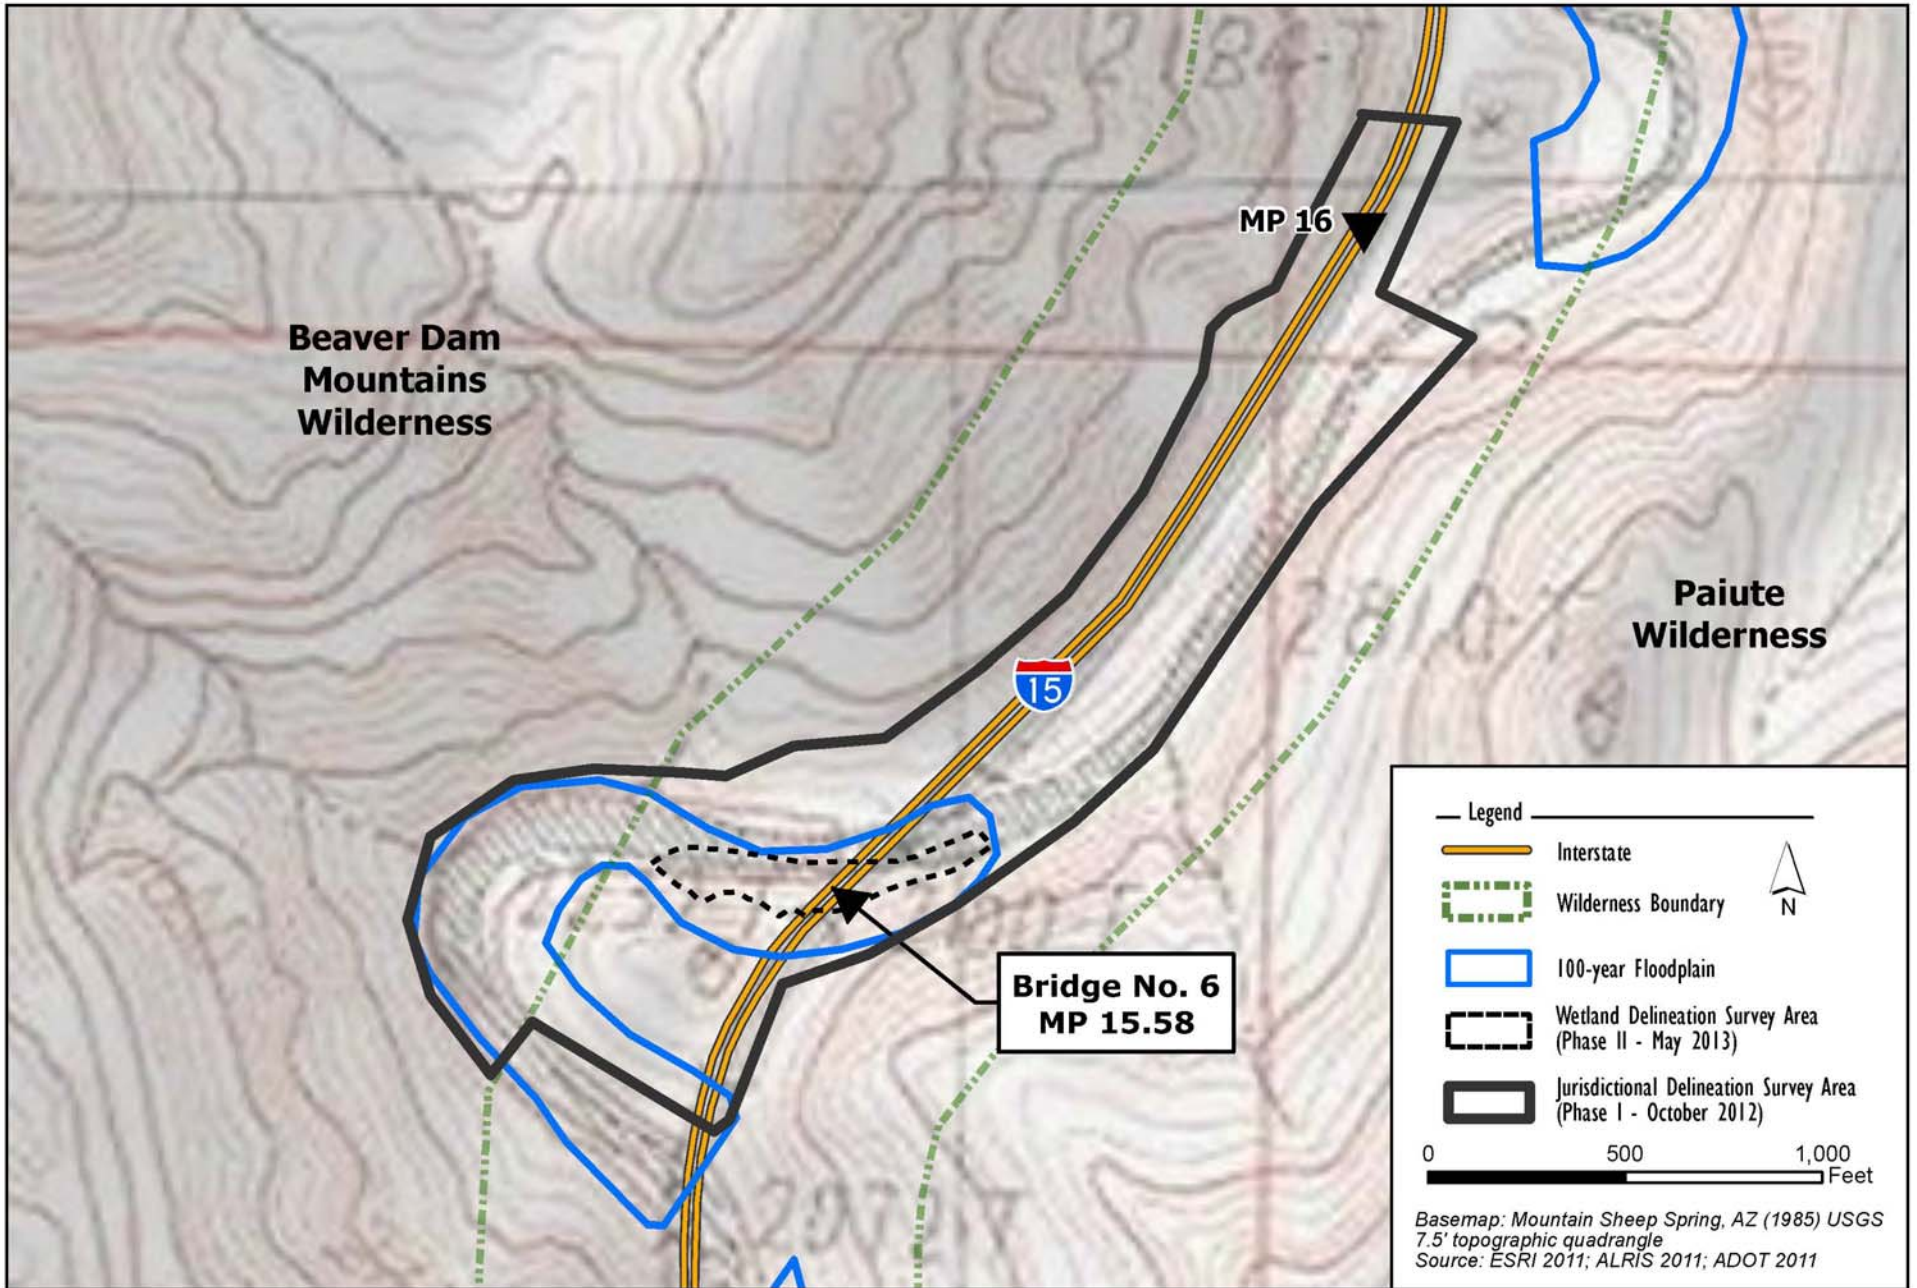 MP 16
Beaver Dam
Mountains
Wilderness
Paiute
Wilderness
15
Bridge No. 6
MP 15.58
Legend
Interstate
Wilderness Boundary
N
100-year Floodplain
Wetland Delineation Survey Area
(Phase II - May 2013)
Jurisdictional Delineation Survey Area
(Phase I - October 2012)
0 500 1,000
Feet
Basemap: Mountain Sheep Spring, AZ (1985) USGS
7.5' topographic quadrangle
Source: ESRI 2011; ALRIS 2011; ADOT 2011